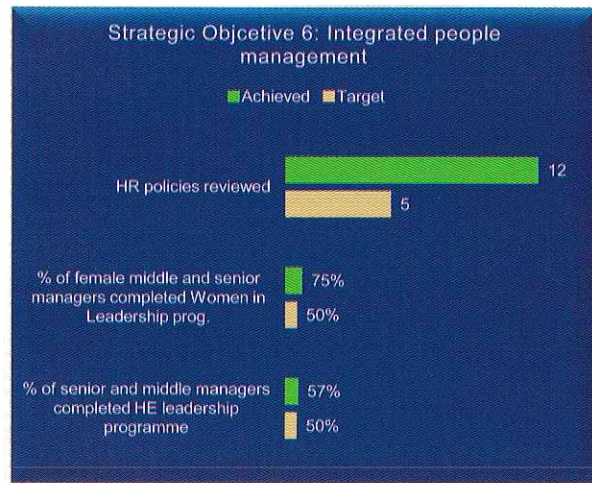 Strategic Objcetive 6: Integrated people
management
Achieved Target
HR policies reviewed
12
5
% of female middle and senior
managers completed Women in
Leadership prog.
75%
50%
% of senior and middle managers
completed HE leadership
programme
57%
50%